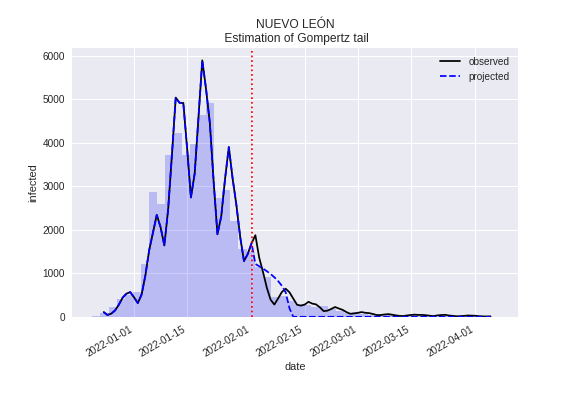 NUEVO LEÓN
Estimation of Gompertz tail
6000
5000
4000
3000
2000
1000
0
infected
observed
projected
2022-01-01
2022-01-15
2022-02-01
2022-02-15
2022-03-01
2022-03-15
2022-04-01
date